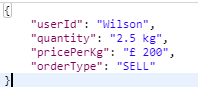 {
"userId": "Wilson",
"quantity": "2.5 kg",
"pricePerKg": "£ 200",
"orderType": "SELL"
}